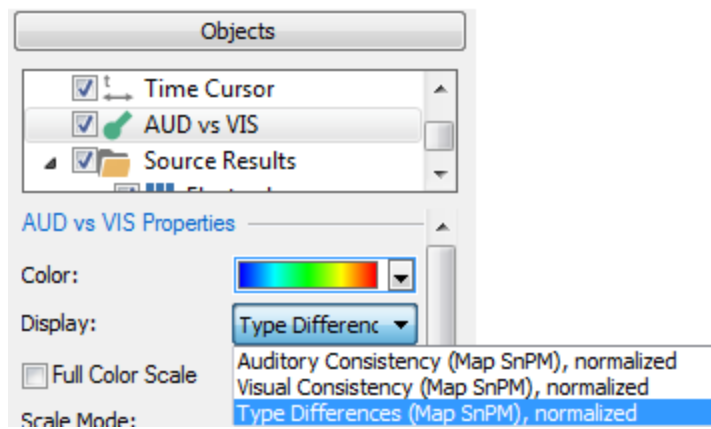 Objects
t
Time Cursor
AUD vs VIS
Source Results
AUD vs VIS Properties
Color:
Display:
Type Differenc
Full Color Scale
Auditory Consistency (Map SnPM), normalized
Visual Consistency (Map SnPM), normalized
Type Differences (Map SnPM), normalized
Scale Mode: